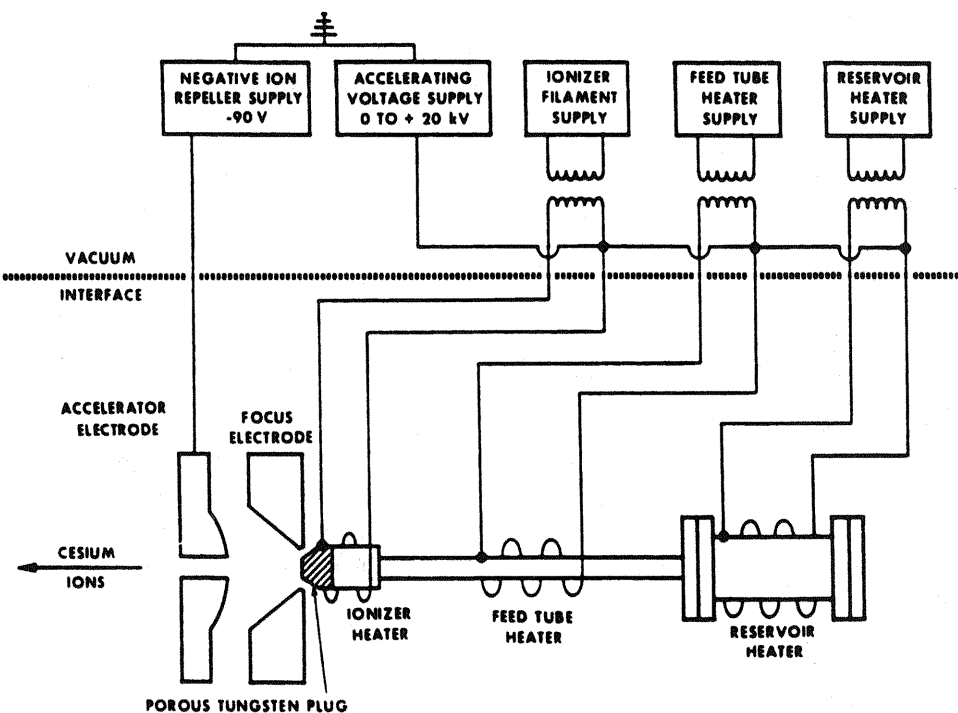 NEGATIVE ION
REPELLER SUPPLY
-90 V
ACCELERATING
VOLTAGE SUPPLY
0 TO + 20 kV
IONIZER
FILAMENT
SUPPLY
FEED TUBE
HEATER
SUPPLY
RESERVOIR
HEATER
SUPPLY
VACUUM
INTERFACE
ACCELERATOR
ELECTRODE
FOCUS
ELECTRODE
CESIUM
IONS
IONIZER
HEATER
FEED TUBE
HEATER
RESERVOIR
HEATER
POROUS TUNGSTEN PLUG